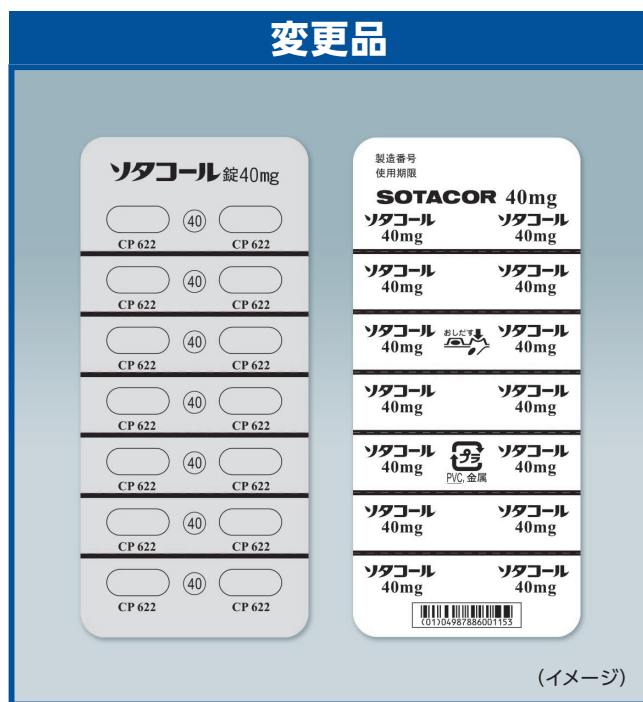 変更品
ソタコール錠40mg
40
CP 622 CP 622
40
CP 622 CP 622
40
CP 622 CP 622
40
CP 622 CP 622
40
CP 622 CP 622
40
CP 622 CP 622
40
CP 622 CP 622
製造番号
使用期限
SOTACOR 40mg
ソタコール ソタコール
40mg 40mg
ソタコール ソタコール
40mg 40mg
ソタコール おしだす ソタコール
40mg 40mg
ソタコール ソタコール
40mg 40mg
ソタコール プラ ソタコール
40mg PVC, 金属 40mg
ソタコール ソタコール
40mg 40mg
ソタコール ソタコール
40mg 40mg
(01)04987886001153
(イメージ)